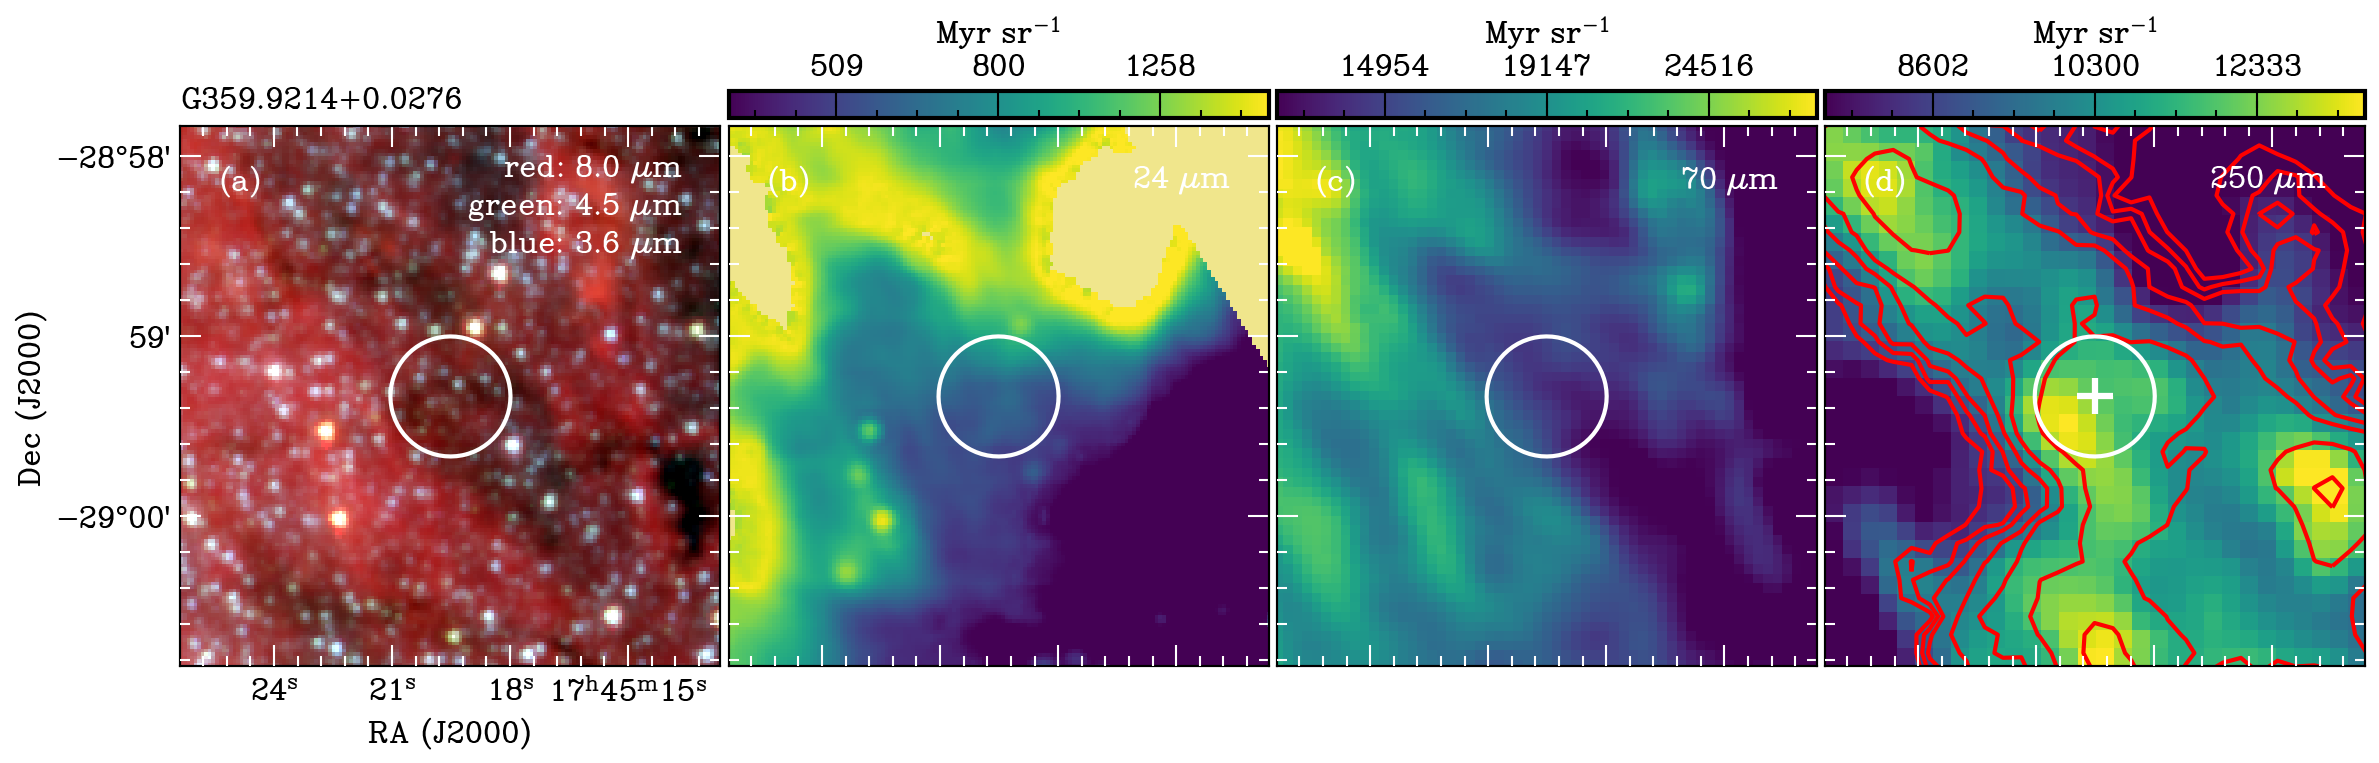 Myr sr⁻¹
Myr sr⁻¹
Myr sr⁻¹
509 800 1258
14954 19147 24516
8602 10300 12333
G359.9214+0.0276
(a)
red: 8.0 μm
green: 4.5 μm
blue: 3.6 μm
(b)
24 μm
(c)
70 μm
(d)
250 μm
−28°58'
59'
−29°00'
Dec (J2000)
24ˢ 21ˢ 18ˢ 17ʰ45ᵐ15ˢ
RA (J2000)